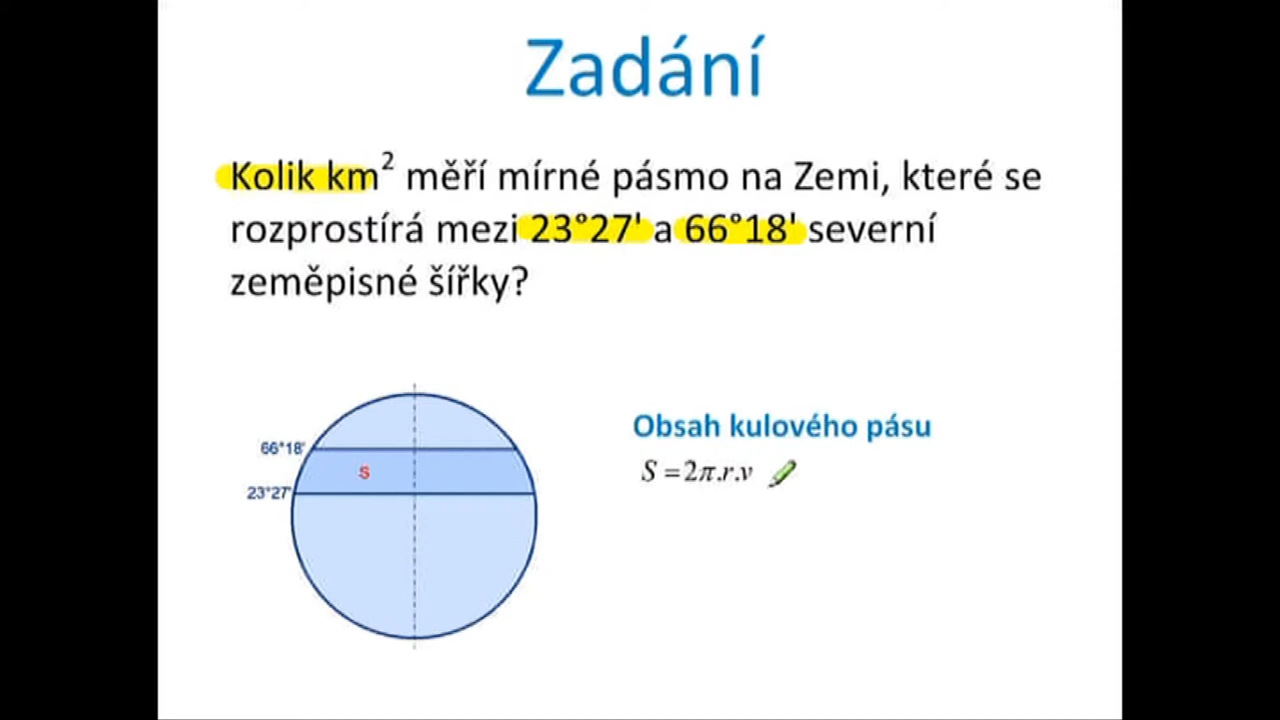 Zadání
Kolik km² měří mírné pásmo na Zemi, které se
rozprostírá mezi 23°27' a 66°18' severní
zeměpisné šířky?
66°18'
S
23°27'
Obsah kulového pásu
S = 2π.r.v